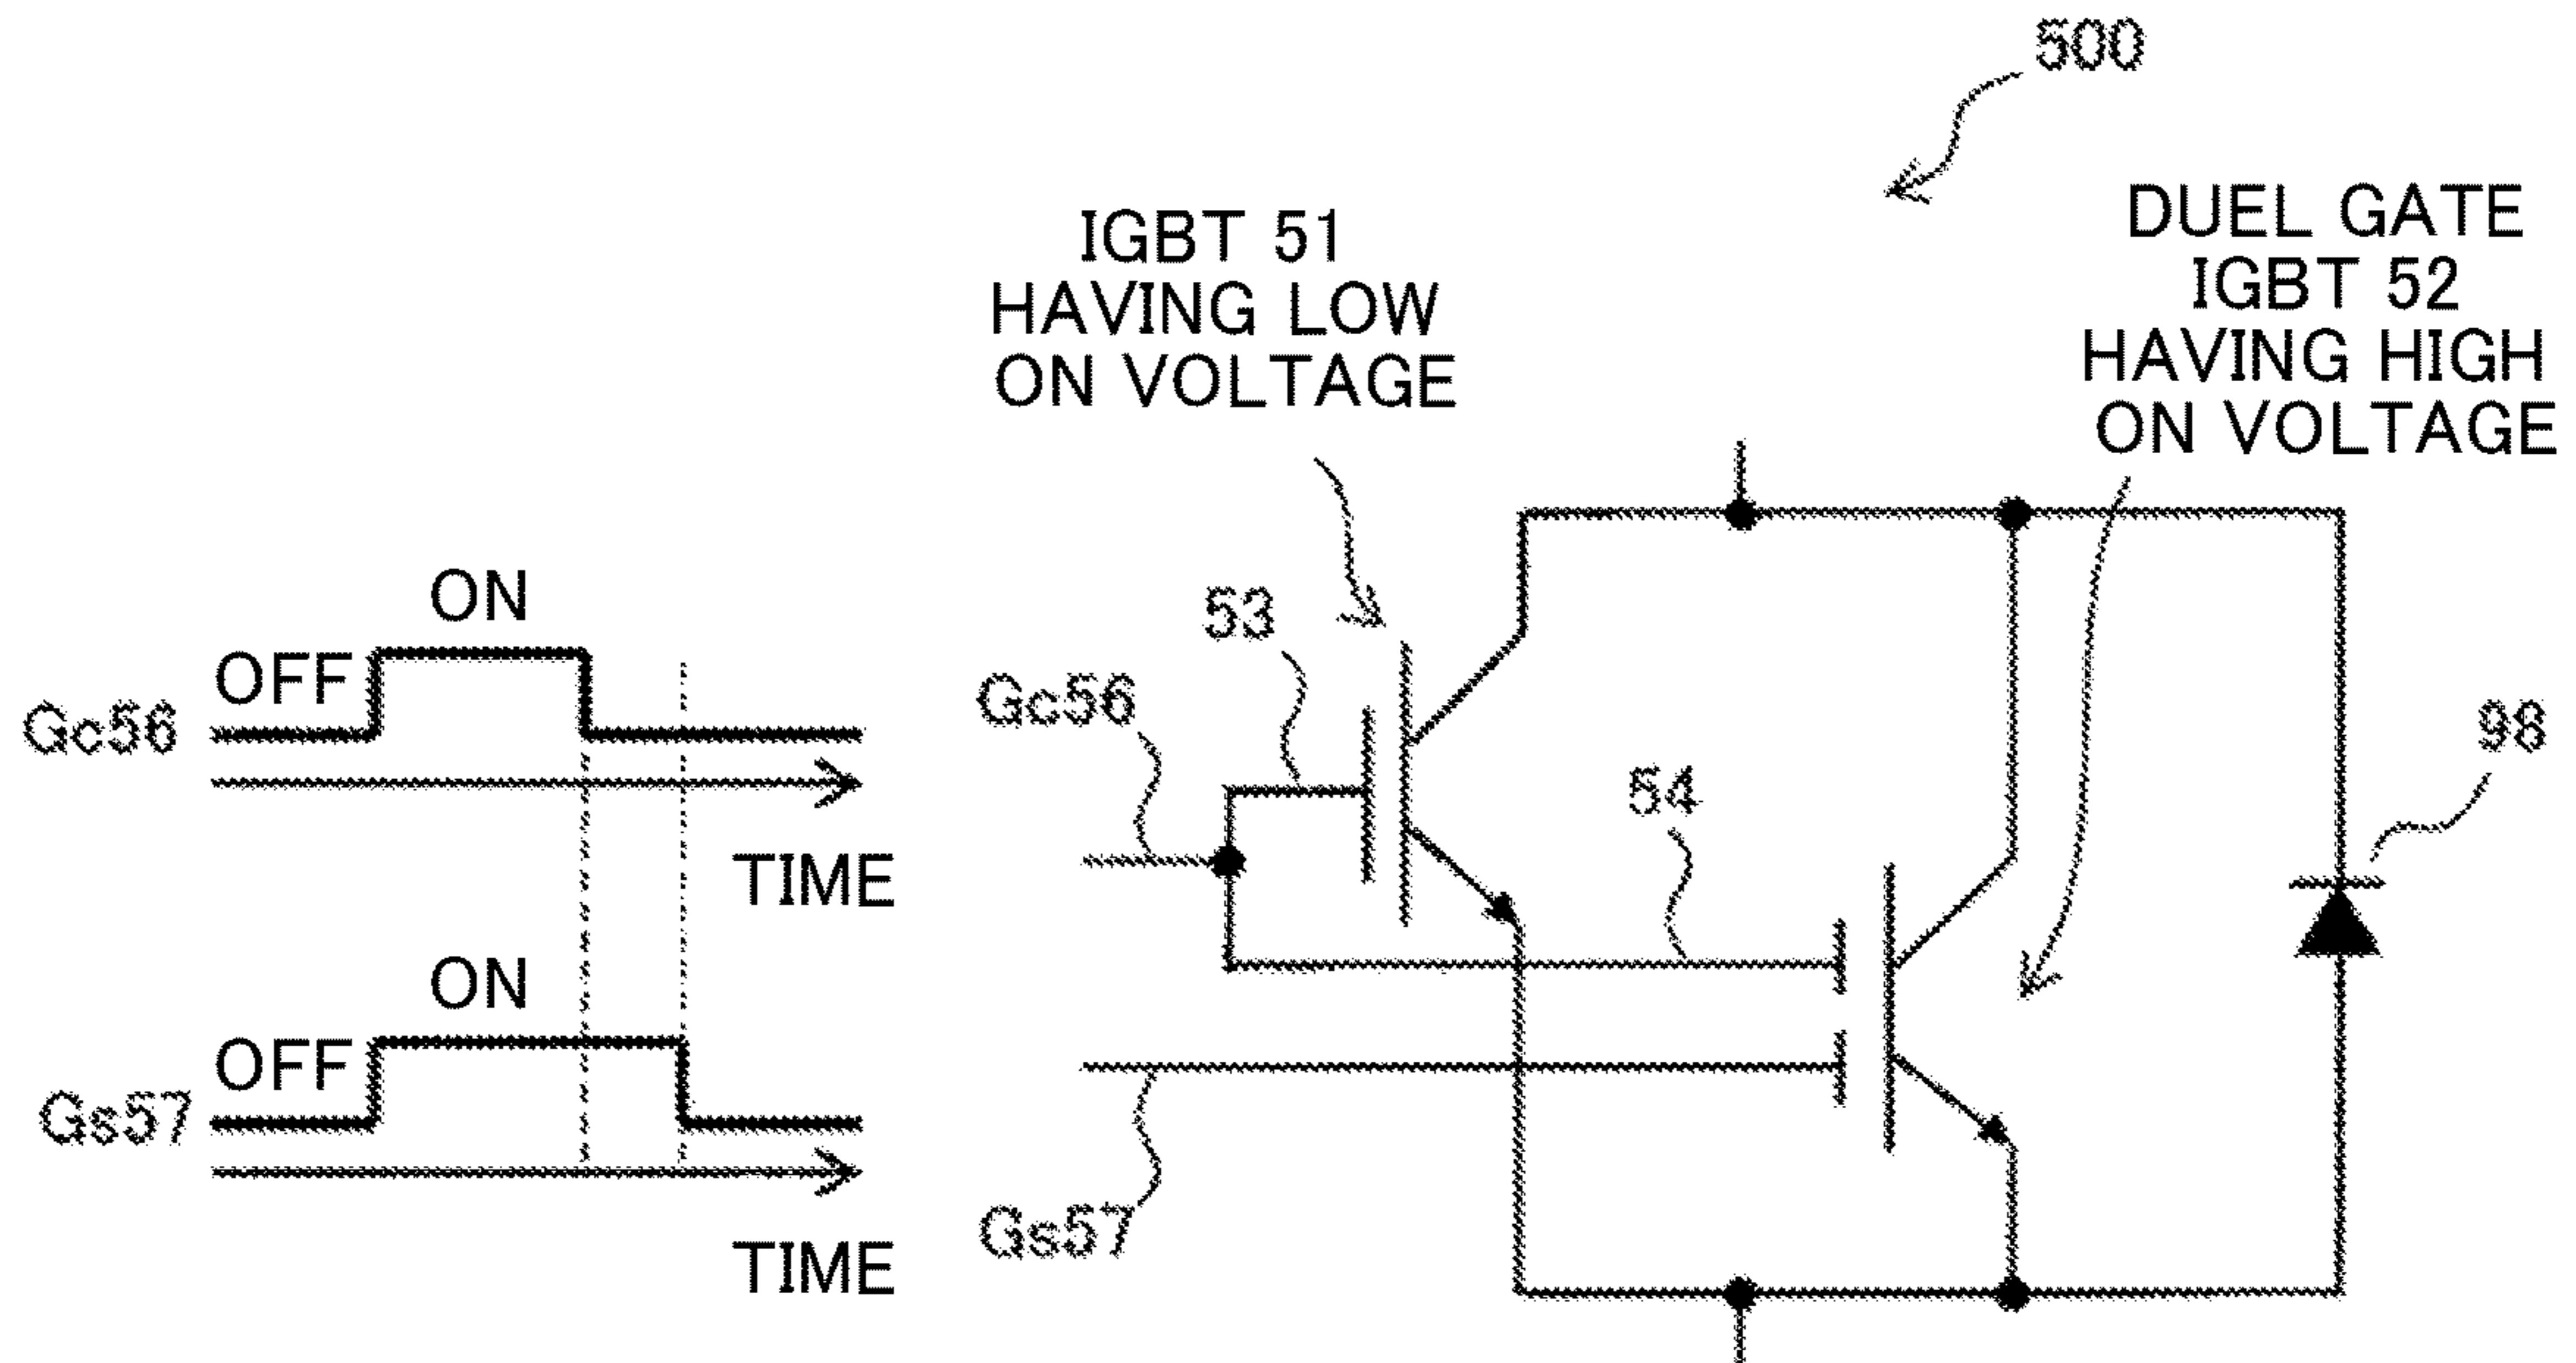 500
IGBT 51
HAVING LOW
ON VOLTAGE
DUEL GATE
IGBT 52
HAVING HIGH
ON VOLTAGE
ON
OFF
Gc56
TIME
ON
OFF
Gs57
TIME
53
Gc56
54
Gs57
98